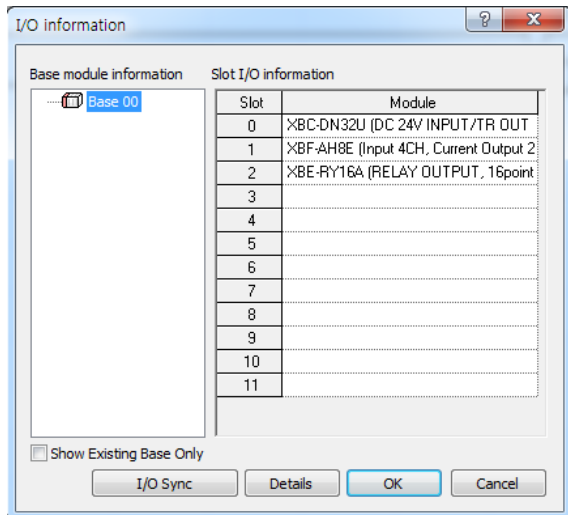 I/O information
Base module information
Slot I/O information
Base 00
Slot Module
0 XBC-DN32U (DC 24V INPUT/TR OUT
1 XBF-AH8E (Input 4CH, Current Output 2
2 XBE-RY16A (RELAY OUTPUT, 16point
3
4
5
6
7
8
9
10
11
Show Existing Base Only
I/O Sync Details OK Cancel